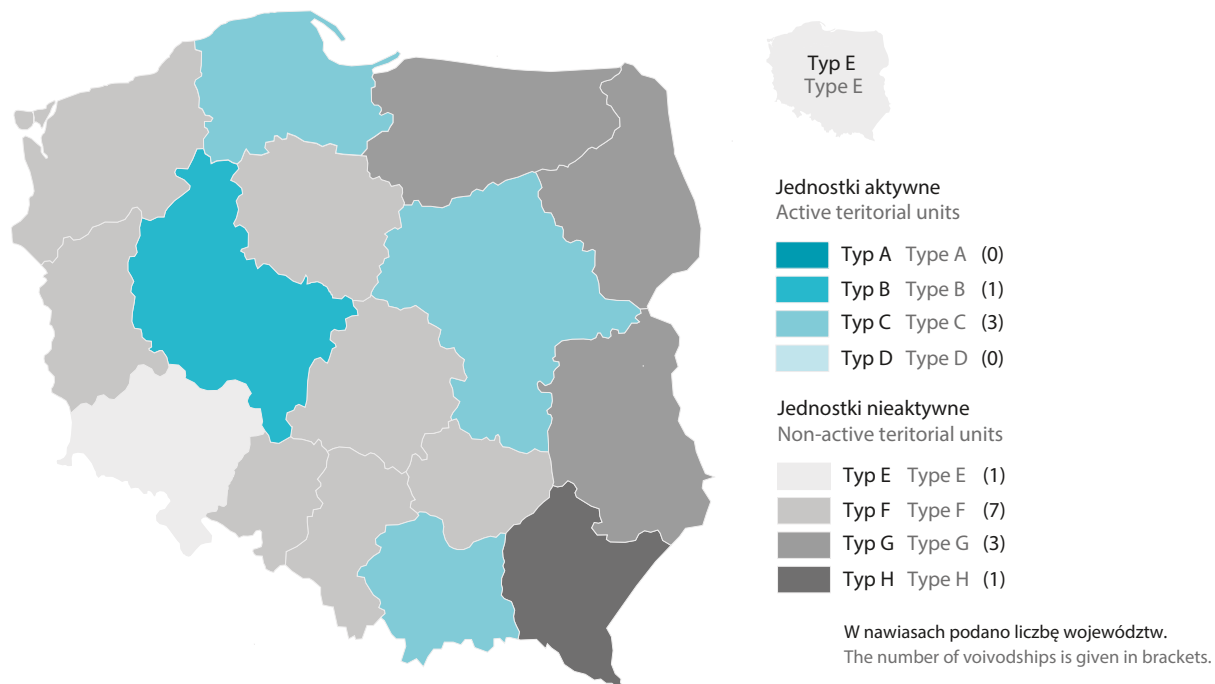 Typ E
Type E
Jednostki aktywne
Active teritorial units
Typ A Type A (0)
Typ B Type B (1)
Typ C Type C (3)
Typ D Type D (0)
Jednostki nieaktywne
Non-active teritorial units
Typ E Type E (1)
Typ F Type F (7)
Typ G Type G (3)
Typ H Type H (1)
W nawiasach podano liczbę województw.
The number of voivodships is given in brackets.